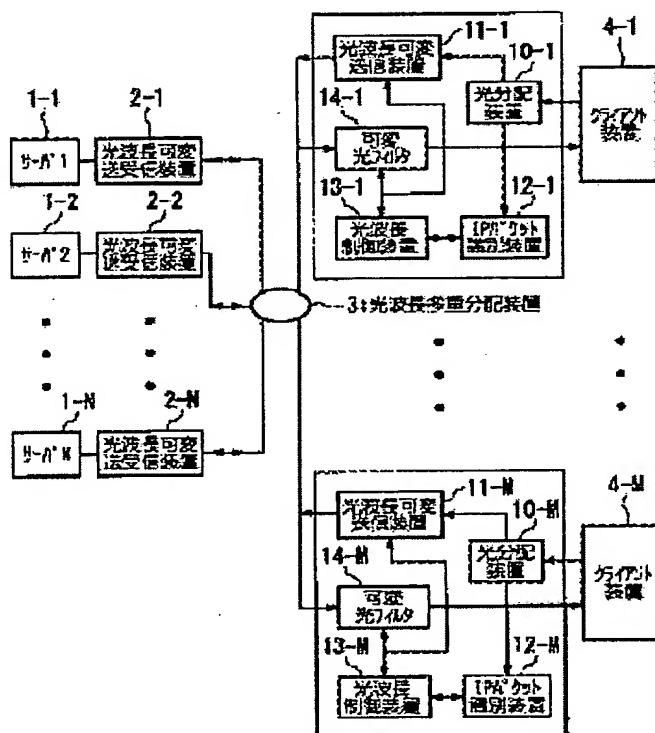 11-1
光波長可変
送信装置
10-1
光分配
装置
4-1
クライアント
装置
14-1
可変
光フィルタ
13-1
光波長
制御装置
12-1
IPパケット
識別装置
1-1
サーバ1
2-1
光波長可変
送受信装置
1-2
サーバ2
2-2
光波長可変
送受信装置
3:光波長多重分配装置
1-N
サーバN
2-N
光波長可変
送受信装置
11-M
光波長可変
送信装置
10-M
光分配
装置
4-M
クライアント
装置
14-M
可変
光フィルタ
13-M
光波長
制御装置
12-M
IPパケット
識別装置